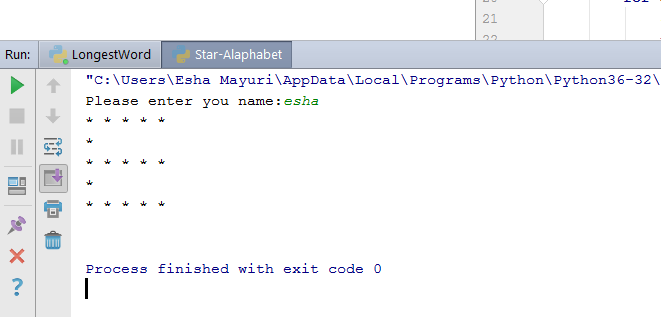 20
21
22
Run: LongestWord Star-Alaphabet
"C:\Users\Esha Mayuri\AppData\Local\Programs\Python\Python36-32\
Please enter you name:esha
* * * * *
*
* * * * *
*
* * * * *
Process finished with exit code 0